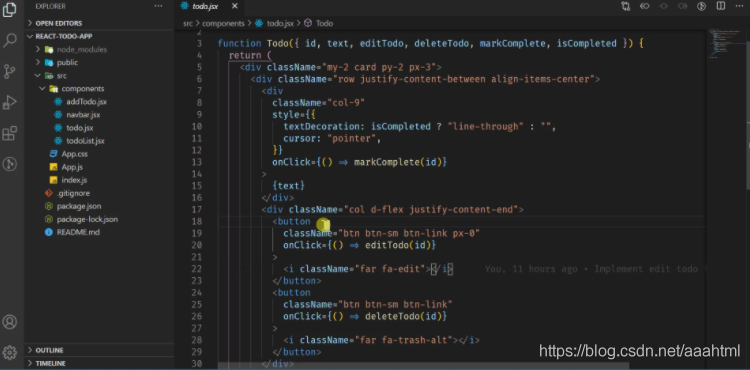 EXPLORER
OPEN EDITORS
REACT-TODO-APP
node_modules
public
src
components
addTodo.jsx
navbar.jsx
todo.jsx
todoList.jsx
App.css
App.js
index.js
.gitignore
package.json
package-lock.json
README.md
OUTLINE
TIMELINE
todo.jsx ×
src > components > todo.jsx > Todo
2
3 function Todo({ id, text, editTodo, deleteTodo, markComplete, isCompleted }) {
4 return (
5 <div className="my-2 card py-2 px-3">
6 <div className="row justify-content-between align-items-center">
7 <div
8 className="col-9"
9 style={{
10 textDecoration: isCompleted ? "line-through" : "",
11 cursor: "pointer",
12 }}
13 onClick={() => markComplete(id)}
14 >
15 {text}
16 </div>
17 <div className="col d-flex justify-content-end">
18 <button
19 className="btn btn-sm btn-link px-0"
20 onClick={() => editTodo(id)}
21 >
22 <i className="far fa-edit"></i> You, 11 hours ago • Implement edit todo
23 </button>
24 <button
25 className="btn btn-sm btn-link"
26 onClick={() => deleteTodo(id)}
27 >
28 <i className="far fa-trash-alt"></i>
29 </button>
30 </div>
https://blog.csdn.net/aaahtml